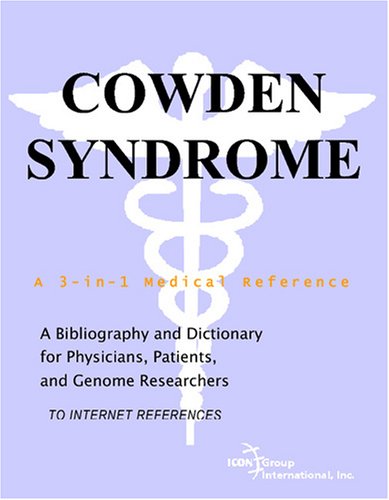 COWDEN
SYNDROME
A 3-in-1 Medical Reference
A Bibliography and Dictionary
for Physicians, Patients,
and Genome Researchers
TO INTERNET REFERENCES
ICON Group
International, Inc.